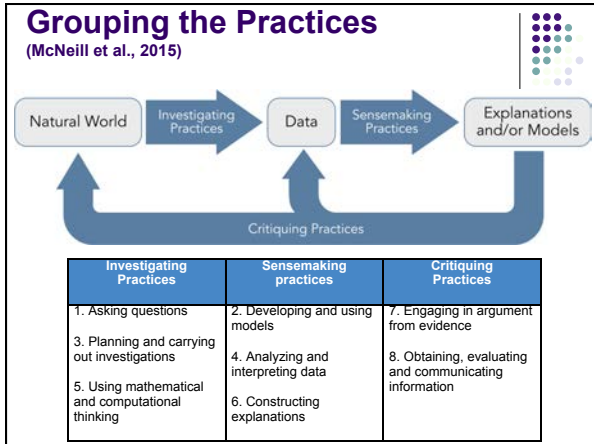 Grouping the Practices
(McNeill et al., 2015)
Natural World
Investigating
Practices
Data
Sensemaking
Practices
Explanations
and/or Models
Critiquing Practices
Investigating
Practices
Sensemaking
practices
Critiquing
Practices
1. Asking questions
3. Planning and carrying
out investigations
5. Using mathematical
and computational
thinking
2. Developing and using
models
4. Analyzing and
interpreting data
6. Constructing
explanations
7. Engaging in argument
from evidence
8. Obtaining, evaluating
and communicating
information